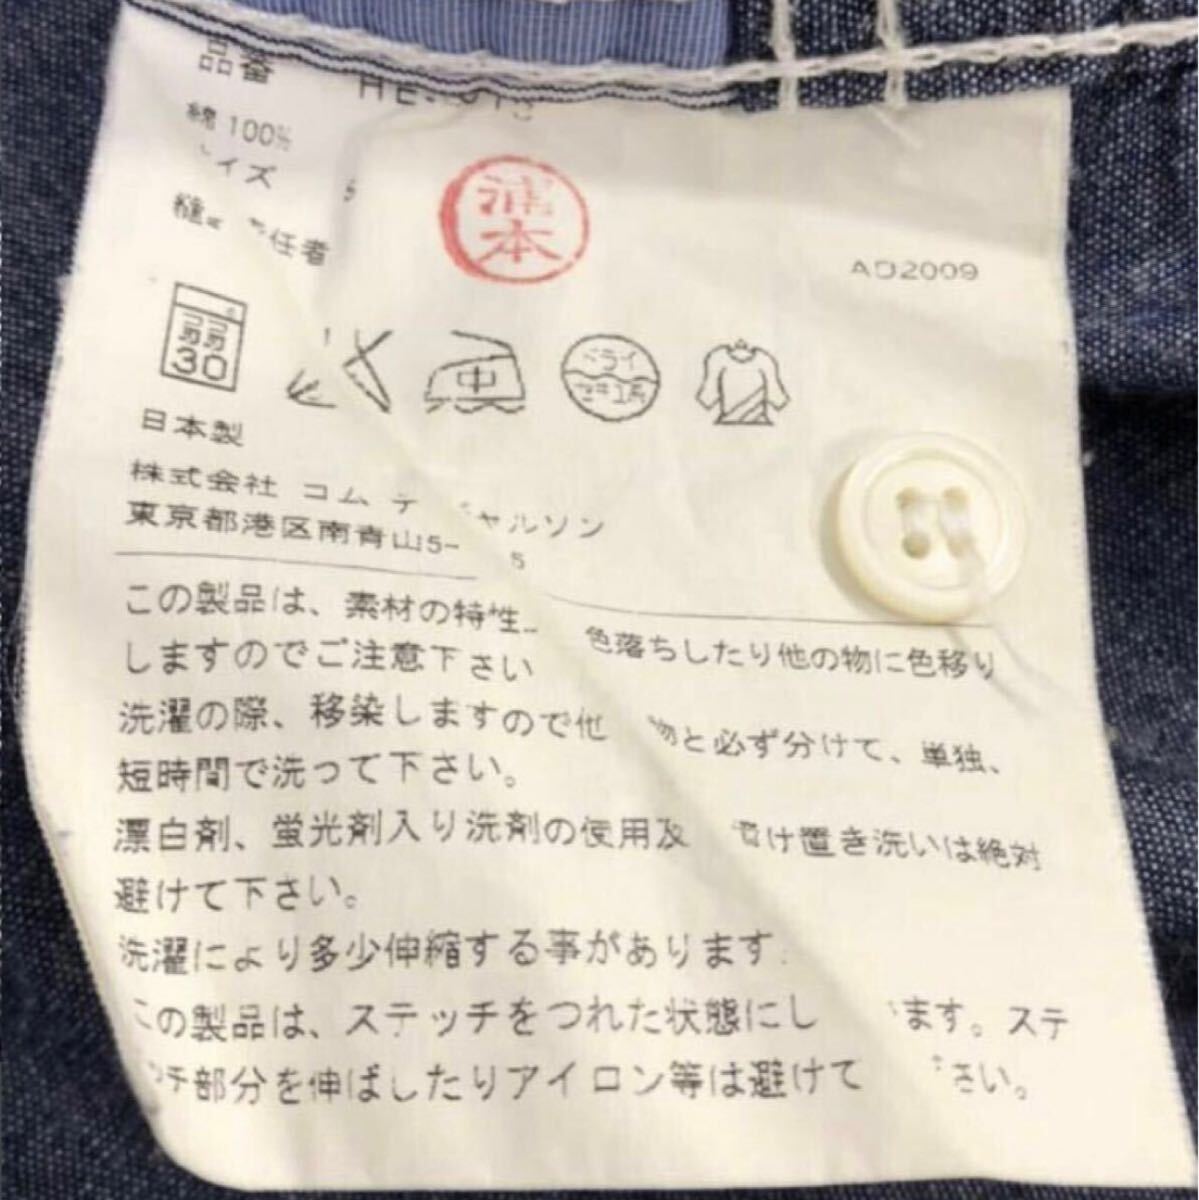 品番
綿 100%
イズ
任者
浦本
AD2009
弱
30
中
ドライ
日本製
株式会社 コム デ ャルソン
東京都港区南青山5-
この製品は、素材の特性 色落ちしたり他の物に色移り
しますのでご注意下さい
洗濯の際、移染しますので他 物と必ず分けて、単独、
短時間で洗って下さい。
漂白剤、蛍光剤入り洗剤の使用及 け置き洗いは絶対
避けて下さい。
洗濯により多少伸縮する事があります
この製品は、ステッチをつれた状態にし ます。ステ
ッチ部分を伸ばしたりアイロン等は避けて さい。